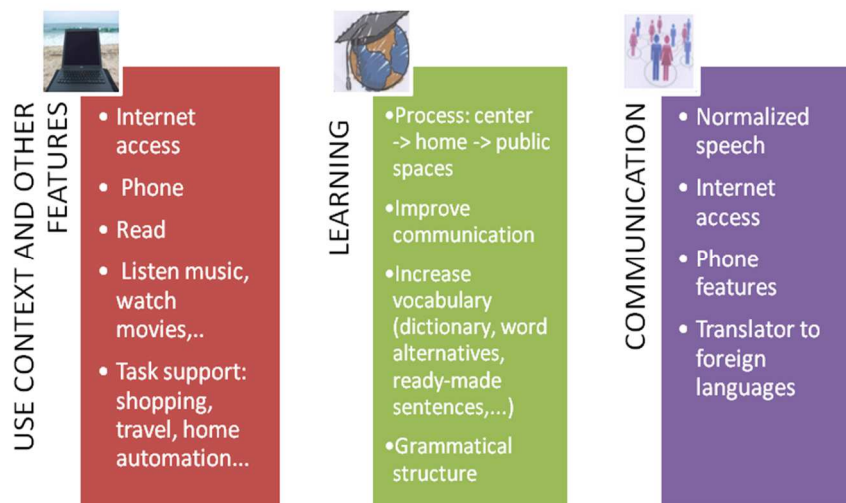 USE CONTEXT AND OTHER
FEATURES
• Internet
access
• Phone
• Read
• Listen music,
watch
movies,..
• Task support:
shopping,
travel, home
automation...
LEARNING
•Process: center
-> home -> public
spaces
•Improve
communication
•Increase
vocabulary
(dictionary, word
alternatives,
ready-made
sentences,...)
•Grammatical
structure
COMMUNICATION
• Normalized
speech
• Internet
access
• Phone
features
• Translator to
foreign
languages